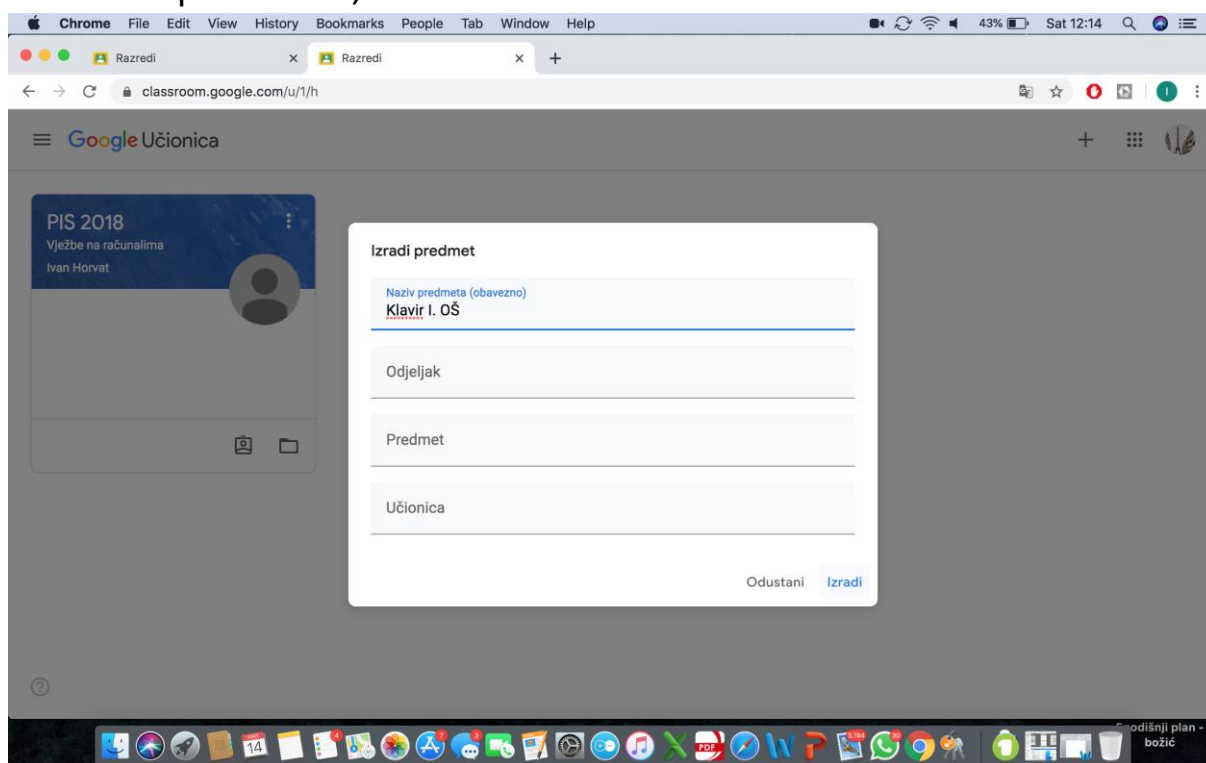 Chrome File Edit View History Bookmarks People Tab Window Help 43% Sat 12:14
Razredi Razredi
classroom.google.com/u/1/h
Google Učionica
PIS 2018
Vježbe na računalima
Ivan Horvat
Izradi predmet
Naziv predmeta (obavezno)
Klavir I. OŠ
Odjeljak
Predmet
Učionica
Odustani Izradi
božić